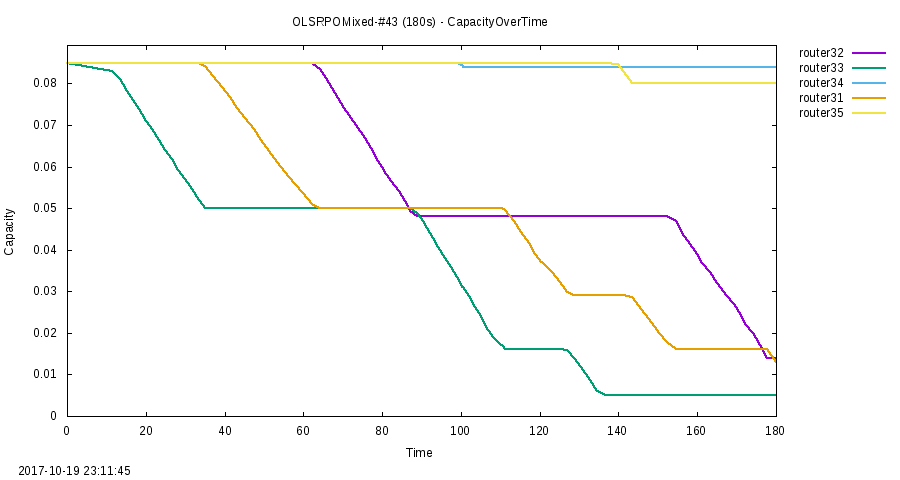 OLSRPOMixed-#43 (180s) - CapacityOverTime
router32
router33
router34
router31
router35
0.08
0.07
0.06
0.05
0.04
0.03
0.02
0.01
0
Capacity
0 20 40 60 80 100 120 140 160 180
Time
2017-10-19 23:11:45